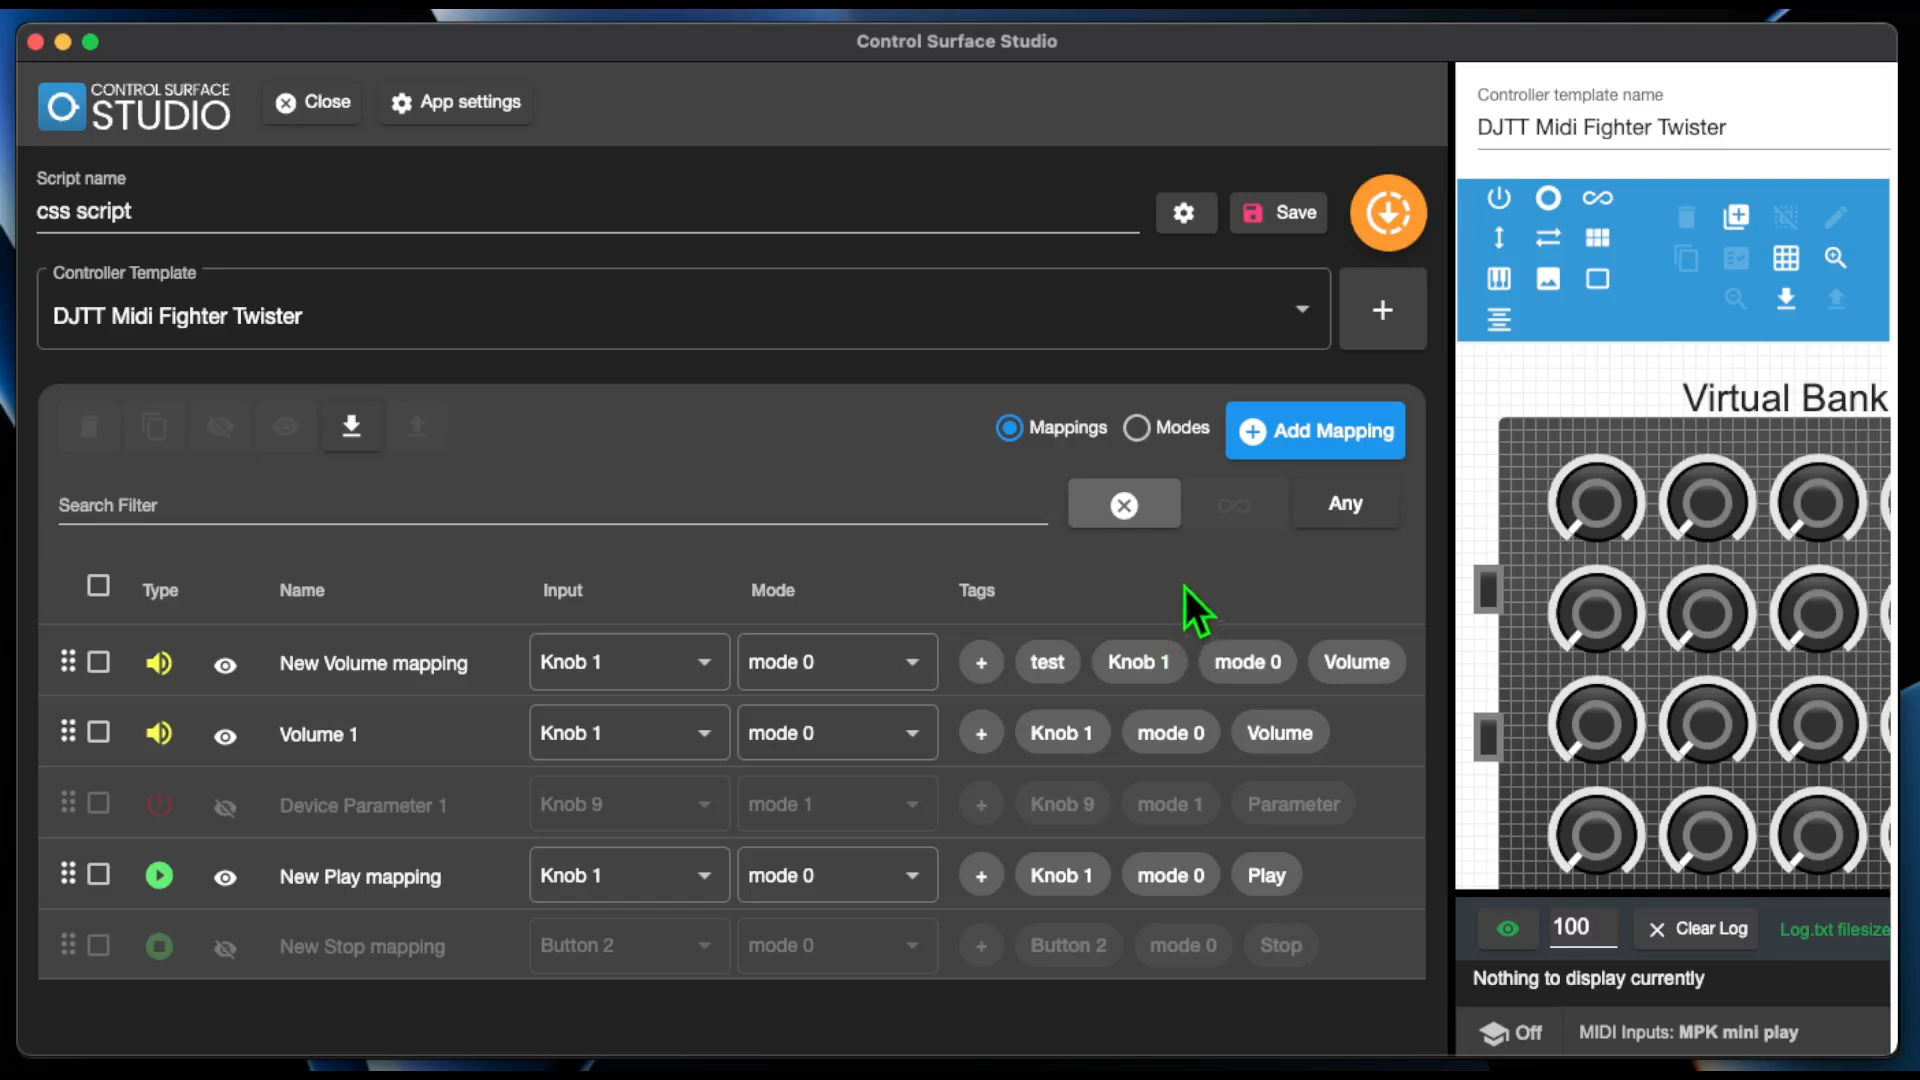 Control Surface Studio
CONTROL SURFACE
STUDIO
Close
App settings
Script name
css script
Save
Controller Template
DJTT Midi Fighter Twister
Mappings
Modes
Add Mapping
Search Filter
Any
Type Name Input Mode Tags
New Volume mapping Knob 1 mode 0 + test Knob 1 mode 0 Volume
Volume 1 Knob 1 mode 0 + Knob 1 mode 0 Volume
Device Parameter 1 Knob 9 mode 1 + Knob 9 mode 1 Parameter
New Play mapping Knob 1 mode 0 + Knob 1 mode 0 Play
New Stop mapping Button 2 mode 0 + Button 2 mode 0 Stop
Controller template name
DJTT Midi Fighter Twister
Virtual Bank
100
Clear Log
Log.txt filesize
Nothing to display currently
Off
MIDI Inputs: MPK mini play